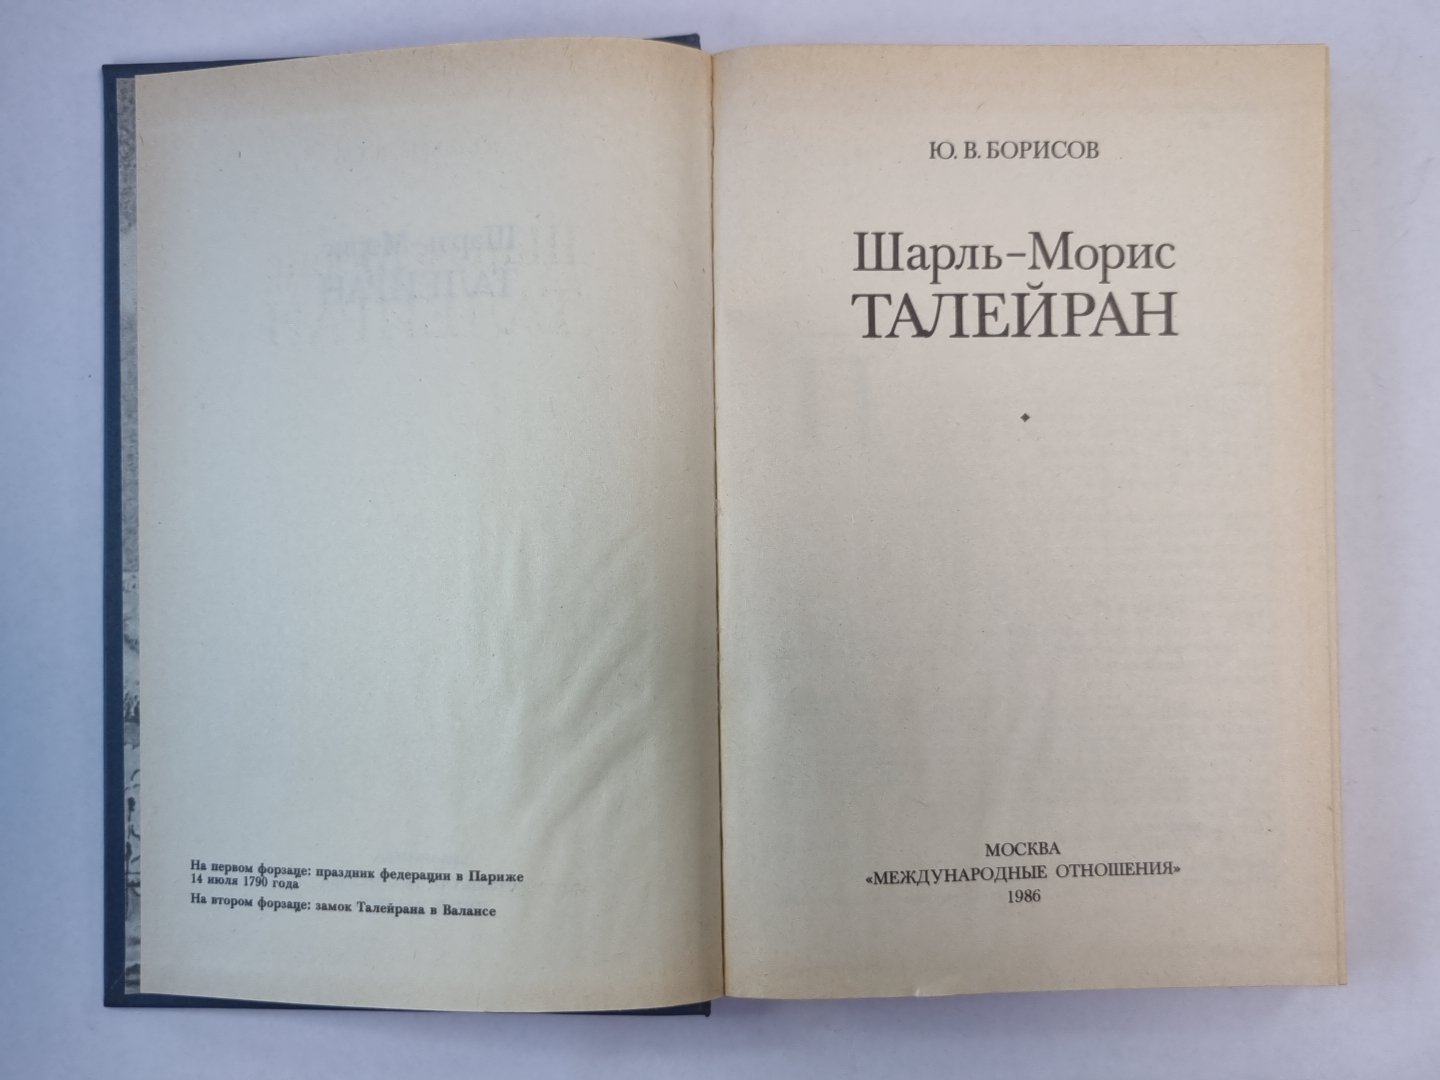 На первом форзаце: праздник федерации в Париже
14 июля 1790 года
На втором форзаце: замок Талейрана в Валансе
Ю. В. БОРИСОВ
Шарль-Морис
ТАЛЕЙРАН
МОСКВА
«МЕЖДУНАРОДНЫЕ ОТНОШЕНИЯ»
1986